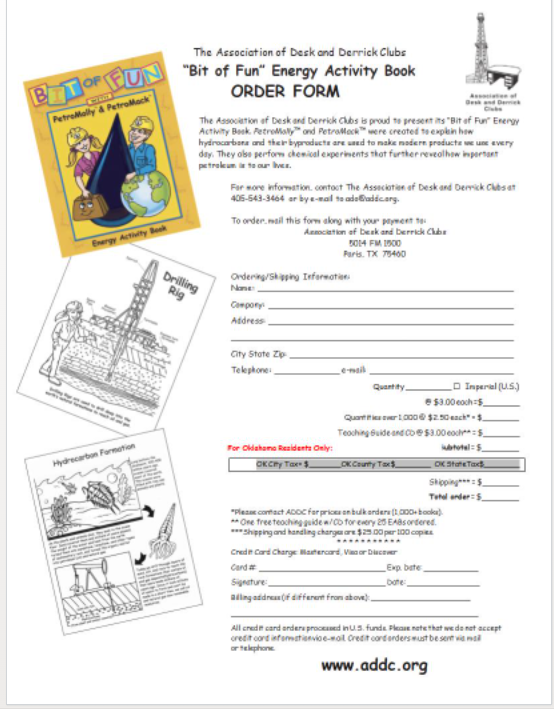 The Association of Desk and Derrick Clubs
"Bit of Fun" Energy Activity Book
ORDER FORM
Association of
Desk and Derrick
Clubs
BIT OF FUN
WITH
PetroMolly & PetroMack
Energy Activity Book
The Association of Desk and Derrick Clubs is proud to present its "Bit of Fun" Energy
Activity Book. PetroMolly™ and PetroMack™ were created to explain how
hydrocarbons and their byproducts are used to make modern products we use every
day. They also perform chemical experiments that further reveal how important
petroleum is to our lives.
For more information, contact The Association of Desk and Derrick Clubs at
405-543-3464 or by e-mail to ado@addc.org.
To order, mail this form along with your payment to:
Association of Desk and Derrick Clubs
5014 FM 1500
Paris, TX 75460
Drilling
Rig
Ordering/Shipping Information:
Name:
Company:
Address:
City State Zip:
Telephone: e-mail:
Quantity ☐ Imperial (U.S.)
@ $3.00 each =$
Quantities over 1,000 @ $2.50 each* = $
Teaching Guide and CD @ $3.00 each** = $
For Oklahoma Residents Only: subtotal = $
OK City Tax= $ OK County Tax$ OK State Tax$
Shipping*** = $
Total order = $
Hydrocarbon Formation
*Please contact ADDC for prices on bulk orders (1,000+ books).
** One free teaching guide w/CD for every 25 EABs ordered.
*** Shipping and handling charges are $25.00 per 100 copies.
* * * * * * * * * * *
Credit Card Charge: Mastercard, Visa or Discover
Card #: Exp. Date:
Signature: Date:
Billing address (if different from above):
All credit card orders processed in U.S. funds. Please note that we do not accept
credit card information via e-mail. Credit card orders must be sent via mail
or telephone.
www.addc.org